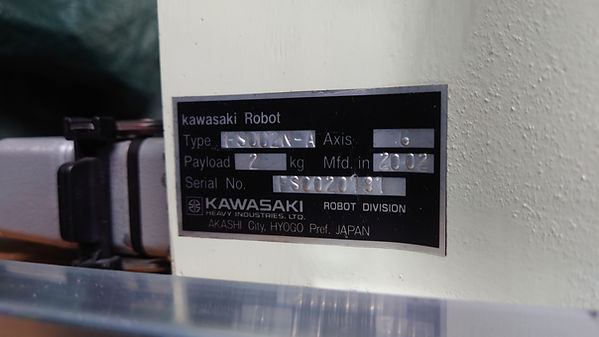 kawasaki Robot
Type FS002N-A Axis 6
Payload 2 kg Mfd. in 2002
Serial No. FS0020181
KAWASAKI ROBOT DIVISION
HEAVY INDUSTRIES. LTD.
AKASHI City, HYOGO Pref. JAPAN